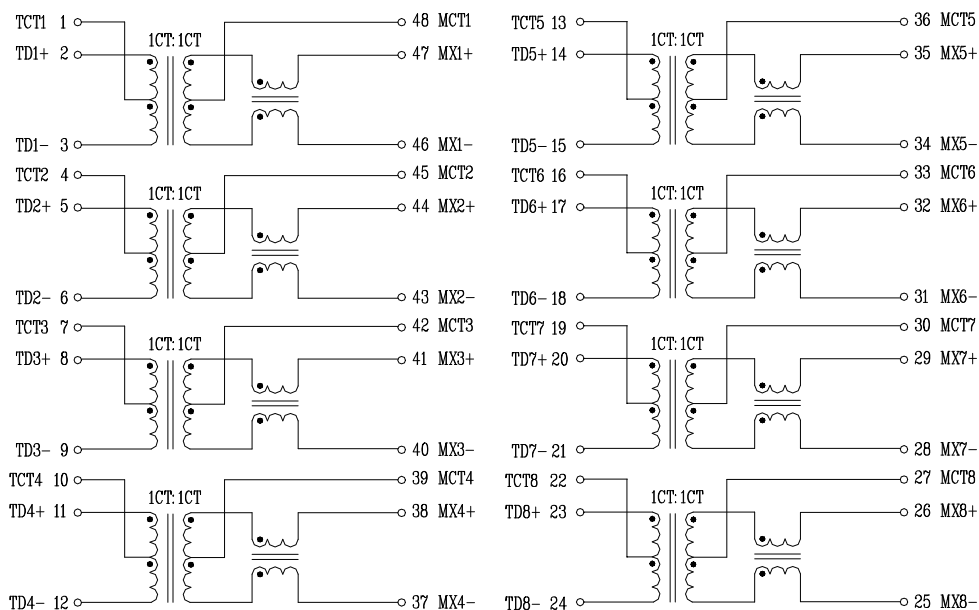 TCT1 1
48 MCT1
1CT:1CT
TD1+ 2
47 MX1+
TD1- 3
46 MX1-
TCT2 4
45 MCT2
1CT:1CT
TD2+ 5
44 MX2+
TD2- 6
43 MX2-
TCT3 7
42 MCT3
1CT:1CT
TD3+ 8
41 MX3+
TD3- 9
40 MX3-
TCT4 10
39 MCT4
1CT:1CT
TD4+ 11
38 MX4+
TD4- 12
37 MX4-
TCT5 13
36 MCT5
1CT:1CT
TD5+ 14
35 MX5+
TD5- 15
34 MX5-
TCT6 16
33 MCT6
1CT:1CT
TD6+ 17
32 MX6+
TD6- 18
31 MX6-
TCT7 19
30 MCT7
1CT:1CT
TD7+ 20
29 MX7+
TD7- 21
28 MX7-
TCT8 22
27 MCT8
1CT:1CT
TD8+ 23
26 MX8+
TD8- 24
25 MX8-